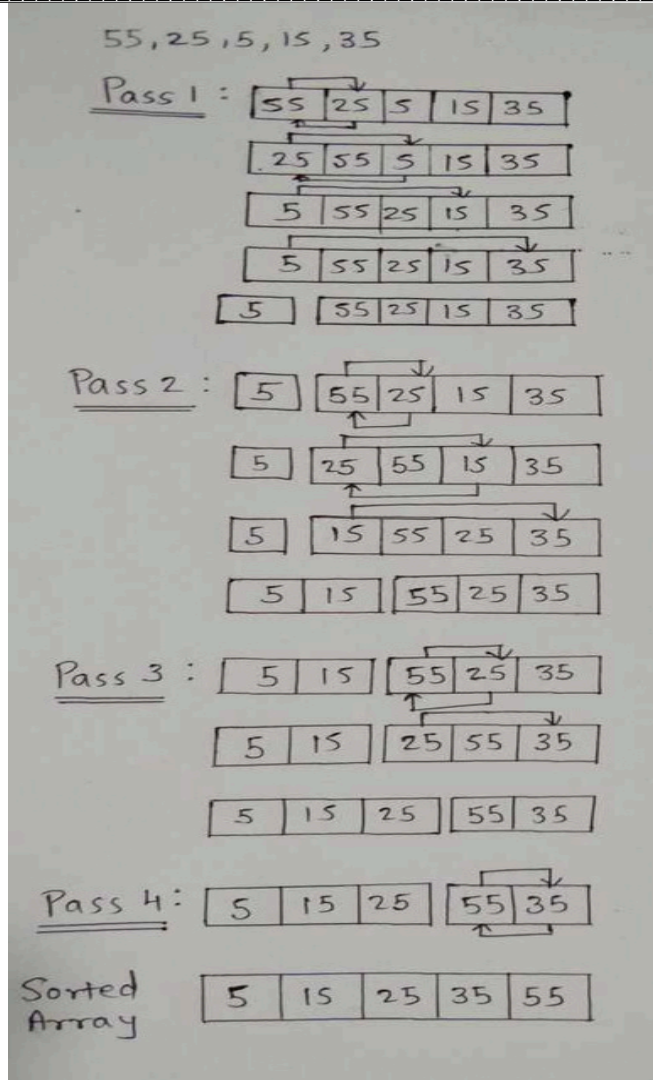 55, 25, 5, 15, 35
Pass 1 : 55 25 5 15 35
25 55 5 15 35
5 55 25 15 35
5 55 25 15 35
5 55 25 15 35
Pass 2 : 5 55 25 15 35
5 25 55 15 35
5 15 55 25 35
5 15 55 25 35
Pass 3 : 5 15 55 25 35
5 15 25 55 35
5 15 25 55 35
Pass 4 : 5 15 25 55 35
Sorted
Array 5 15 25 35 55